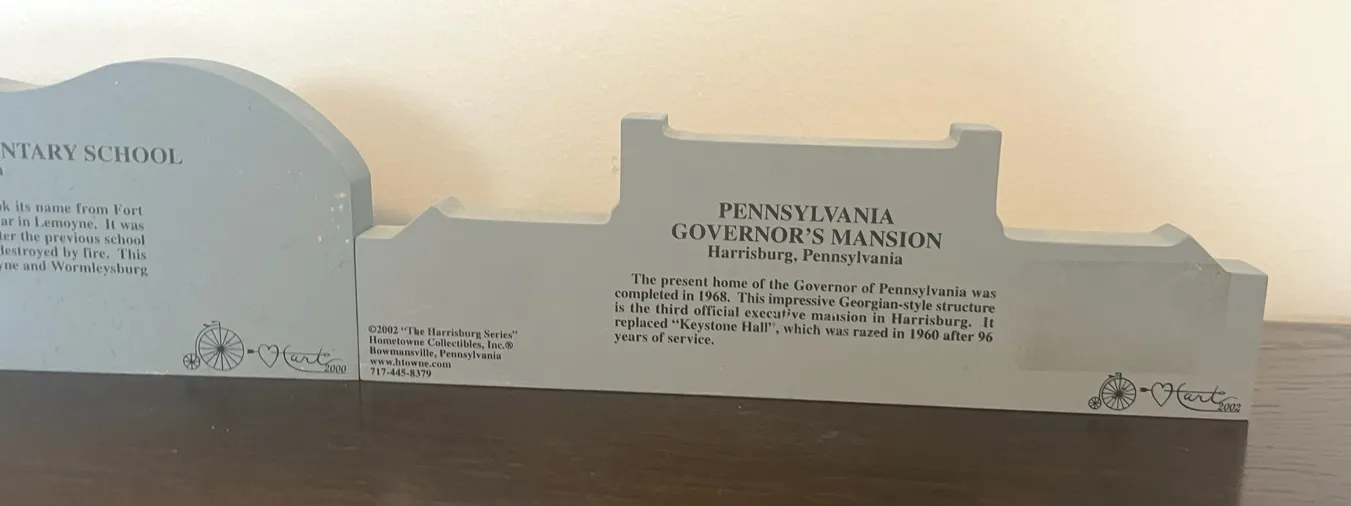 NTARY SCHOOL
k its name from Fort
ar in Lemoyne. It was
ter the previous school
destroyed by fire. This
yne and Wormleysburg
Hart
2000
PENNSYLVANIA
GOVERNOR'S MANSION
Harrisburg, Pennsylvania
The present home of the Governor of Pennsylvania was
completed in 1968. This impressive Georgian-style structure
is the third official executive mansion in Harrisburg. It
replaced "Keystone Hall", which was razed in 1960 after 96
years of service.
©2002 "The Harrisburg Series"
Hometowne Collectibles, Inc.®
Bowmansville, Pennsylvania
www.htowne.com
717-445-8379
Hart
2002